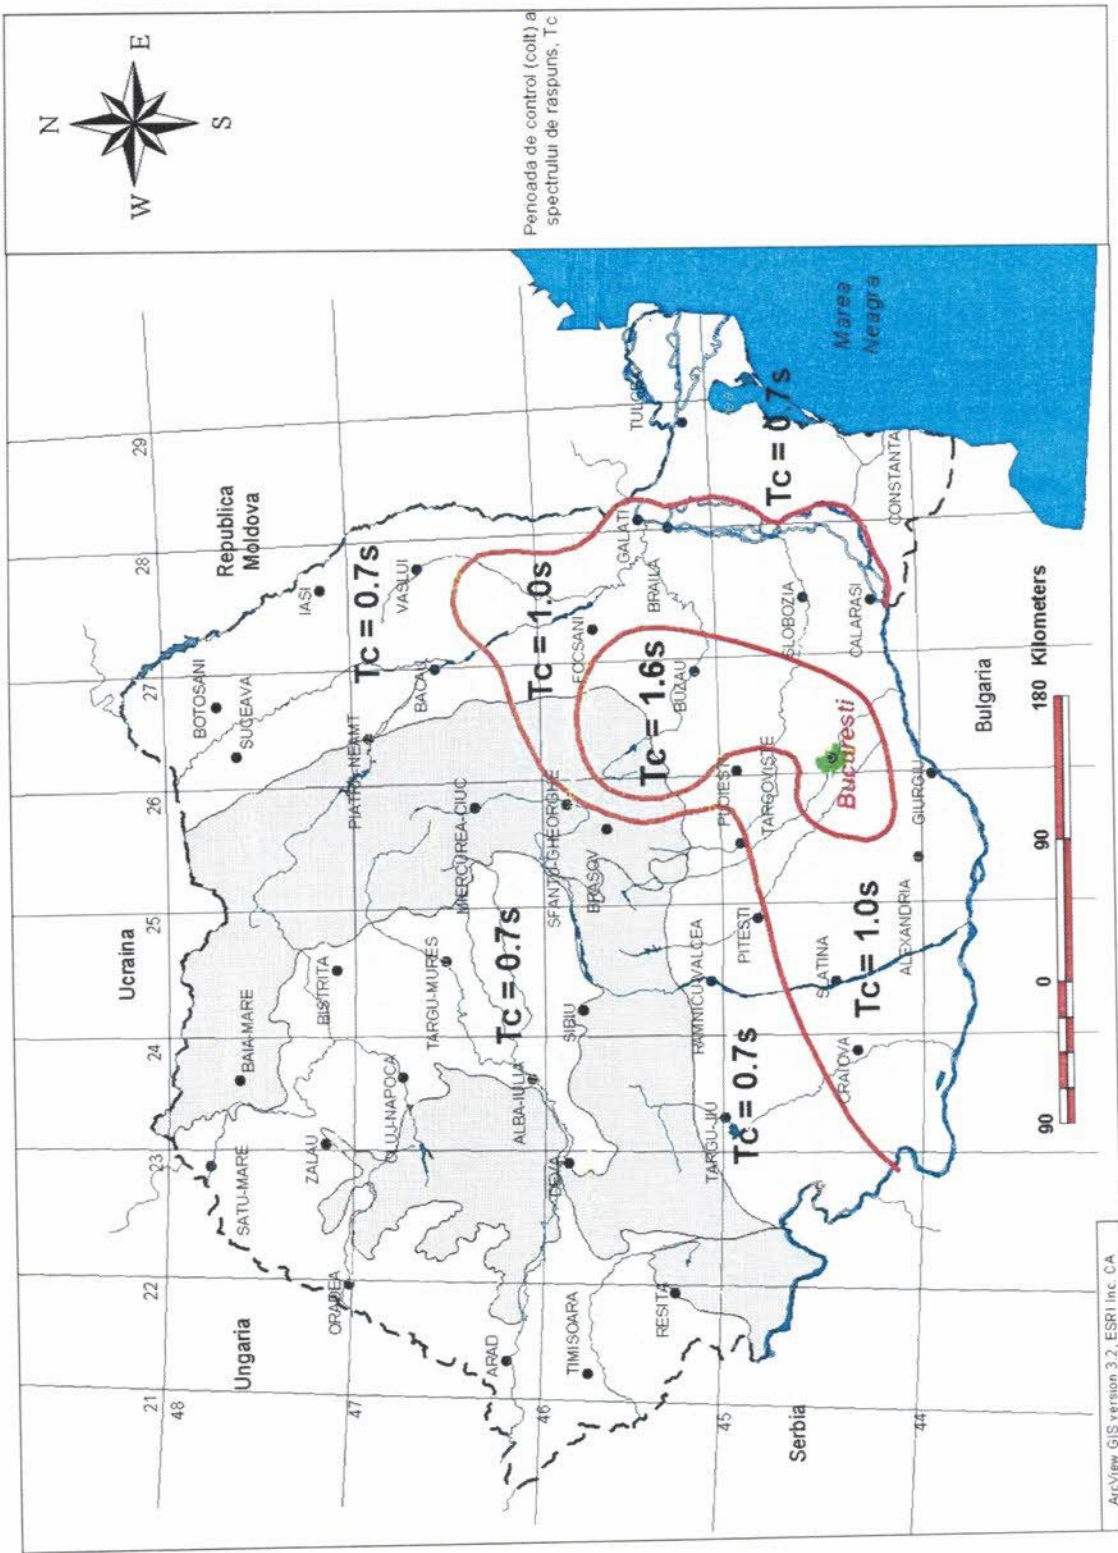 N
W
E
S
Perioada de control (colt) a
spectrului de raspuns, Tc
21
22
23
24
25
26
27
28
29
48
47
46
45
44
Ucraina
Ungaria
Serbia
Bulgaria
Republica
Moldova
Marea
Neagra
BOTOSANI
SUCEAVA
IASI
SATU-MARE
BAIA-MARE
ZALAU
BISTRITA
PIATRA-NEAMT
Tc = 0.7s
VASLUI
BACAU
ORADEA
CLUJ-NAPOCA
TARGU-MURES
MIERCUREA-CIUC
Tc = 0.7s
Tc = 1.0s
ARAD
ALBA-IULIA
DEVA
SIBIU
SFANTU-GHEORGHE
BRASOV
FOCSANI
GALATI
TULCEA
TIMISOARA
RESITA
Tc = 1.6s
BUZAU
BRAILA
TARGU-JIU
RAMNICU VALCEA
PITESTI
PLOIESTI
TARGOVISTE
Tc = 0.7s
Tc = 0.7s
SLATINA
CRAIOVA
Tc = 1.0s
Bucuresti
SLOBOZIA
CALARASI
CONSTANTA
ALEXANDRIA
GIURGIU
90
0
90
180 Kilometers
ArcView GIS version 3.2, ESRI Inc. CA